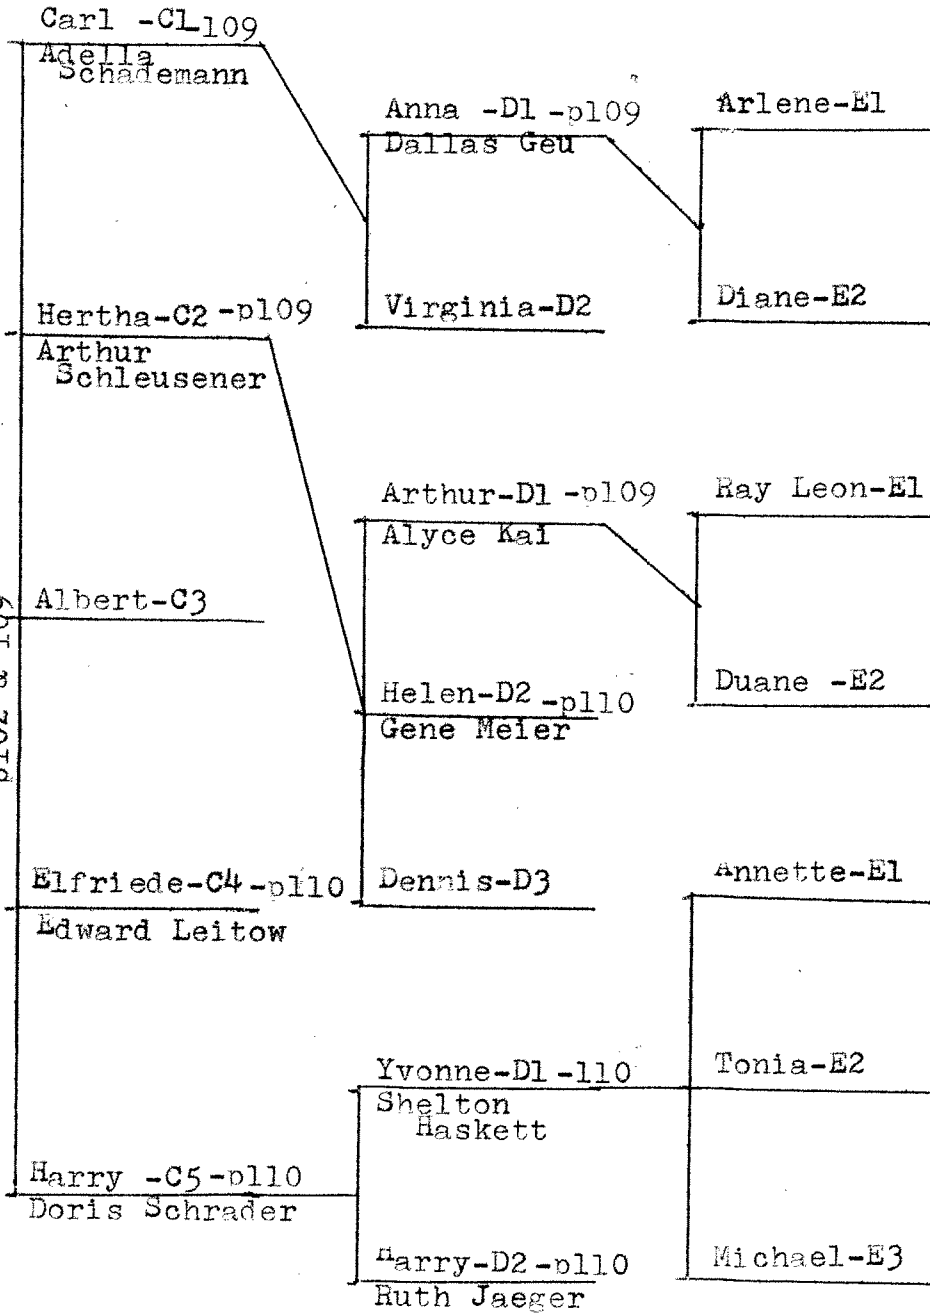 Carl -C1 109
Adella
Schademann
Hertha-C2 -p109
Arthur
Schleusener
Albert-C3
p102 & 109
Elfriede-C4 -p110
Edward Leitow
Harry -C5 -p110
Doris Schrader
Anna -D1 -p109
Dallas Geu
Virginia-D2
Arthur-D1 -p109
Alyce Kai
Helen-D2 -p110
Gene Meier
Dennis-D3
Yvonne-D1 -110
Shelton
Haskett
Harry-D2 -p110
Ruth Jaeger
Arlene-E1
Diane-E2
Ray Leon-E1
Duane -E2
Annette-E1
Tonia-E2
Michael-E3